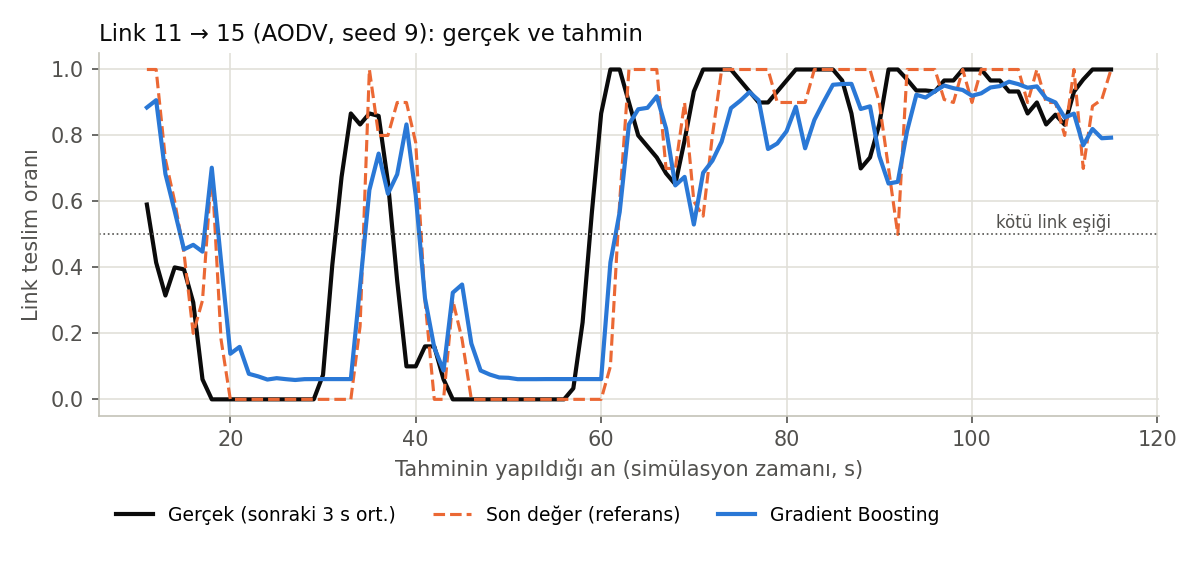 Link 11 → 15 (AODV, seed 9): gerçek ve tahmin
Link teslim oranı
1.0
0.8
0.6
0.4
0.2
0.0
kötü link eşiği
20
40
60
80
100
120
Tahminin yapıldığı an (simülasyon zamanı, s)
Gerçek (sonraki 3 s ort.)
Son değer (referans)
Gradient Boosting